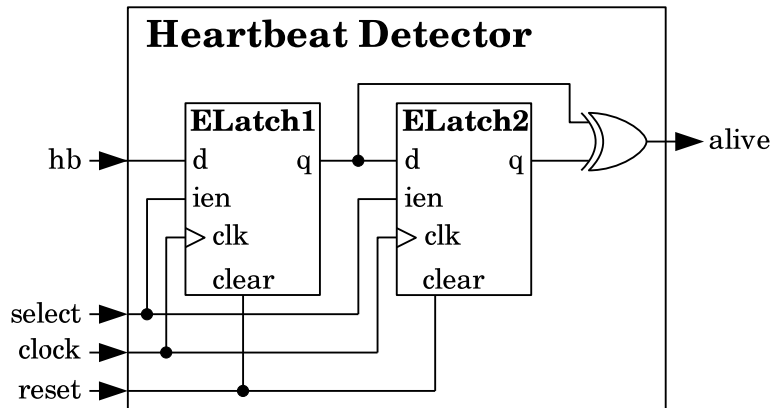 Heartbeat Detector
ELatch1 ELatch2
alive
hb d q d q
ien ien
clk clk
clear clear
select
clock
reset